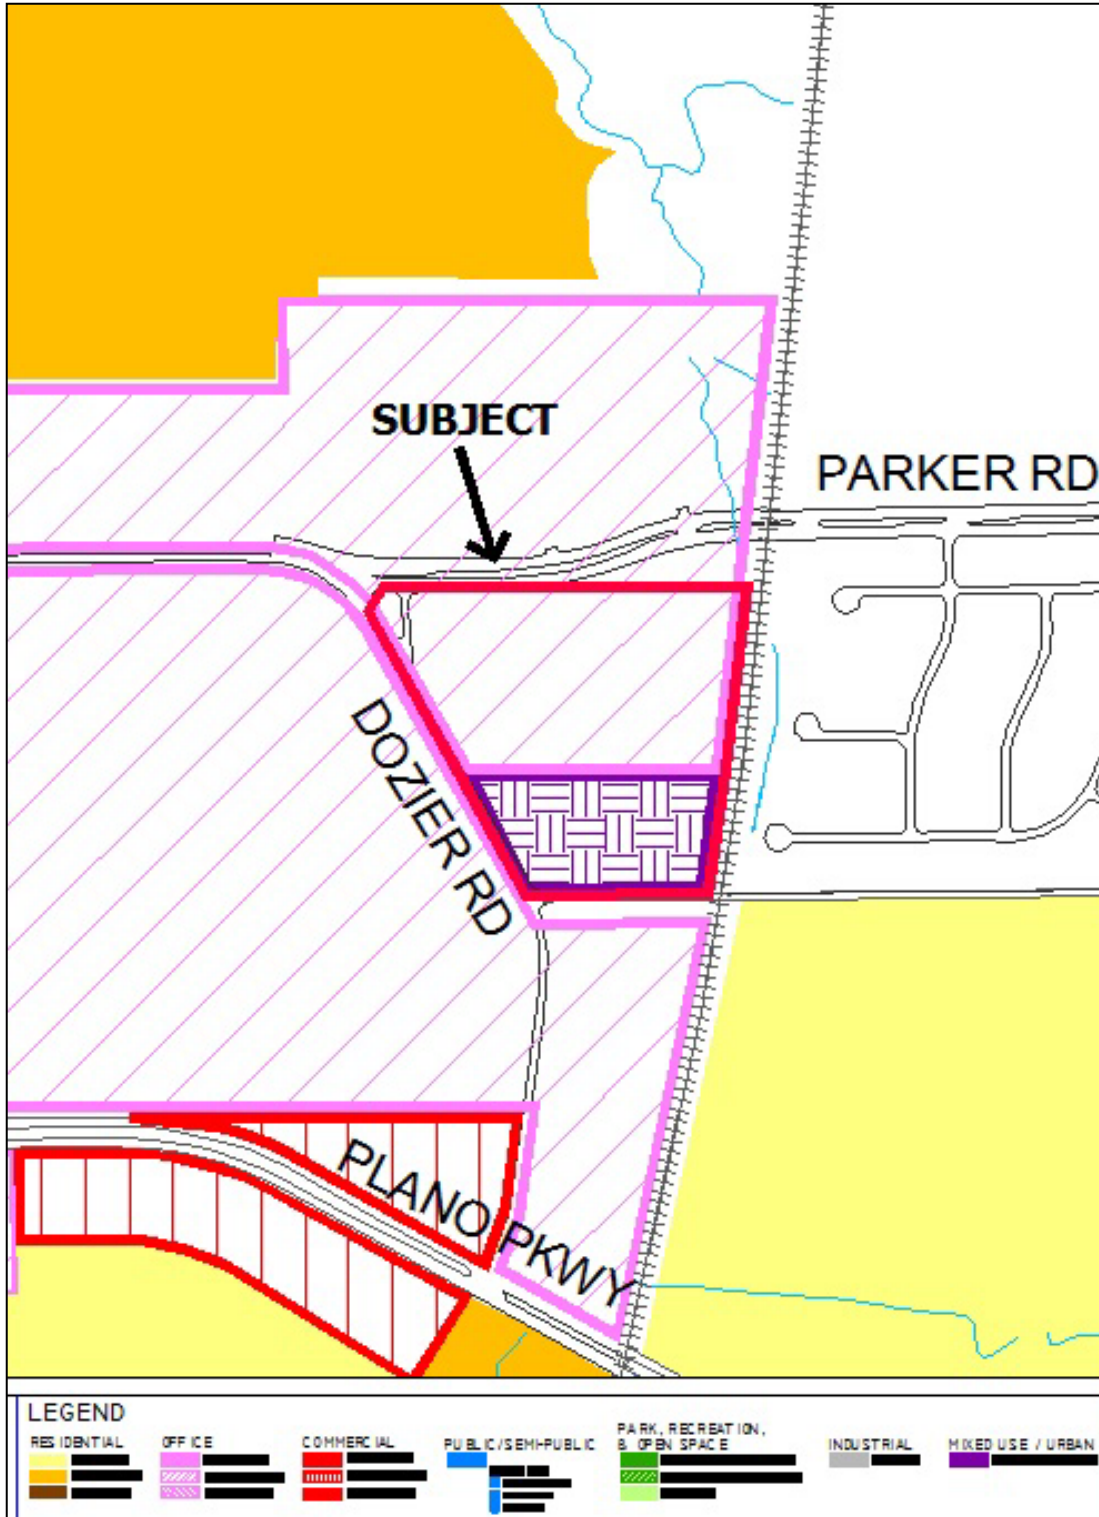 SUBJECT
PARKER RD
DOZIER RD
PLANO PKWY
LEGEND
RESIDENTIAL
OFFICE
COMMERCIAL
PUBLIC/SEMI-PUBLIC
PARK, RECREATION,
& OPEN SPACE
INDUSTRIAL
MIXED USE / URBAN